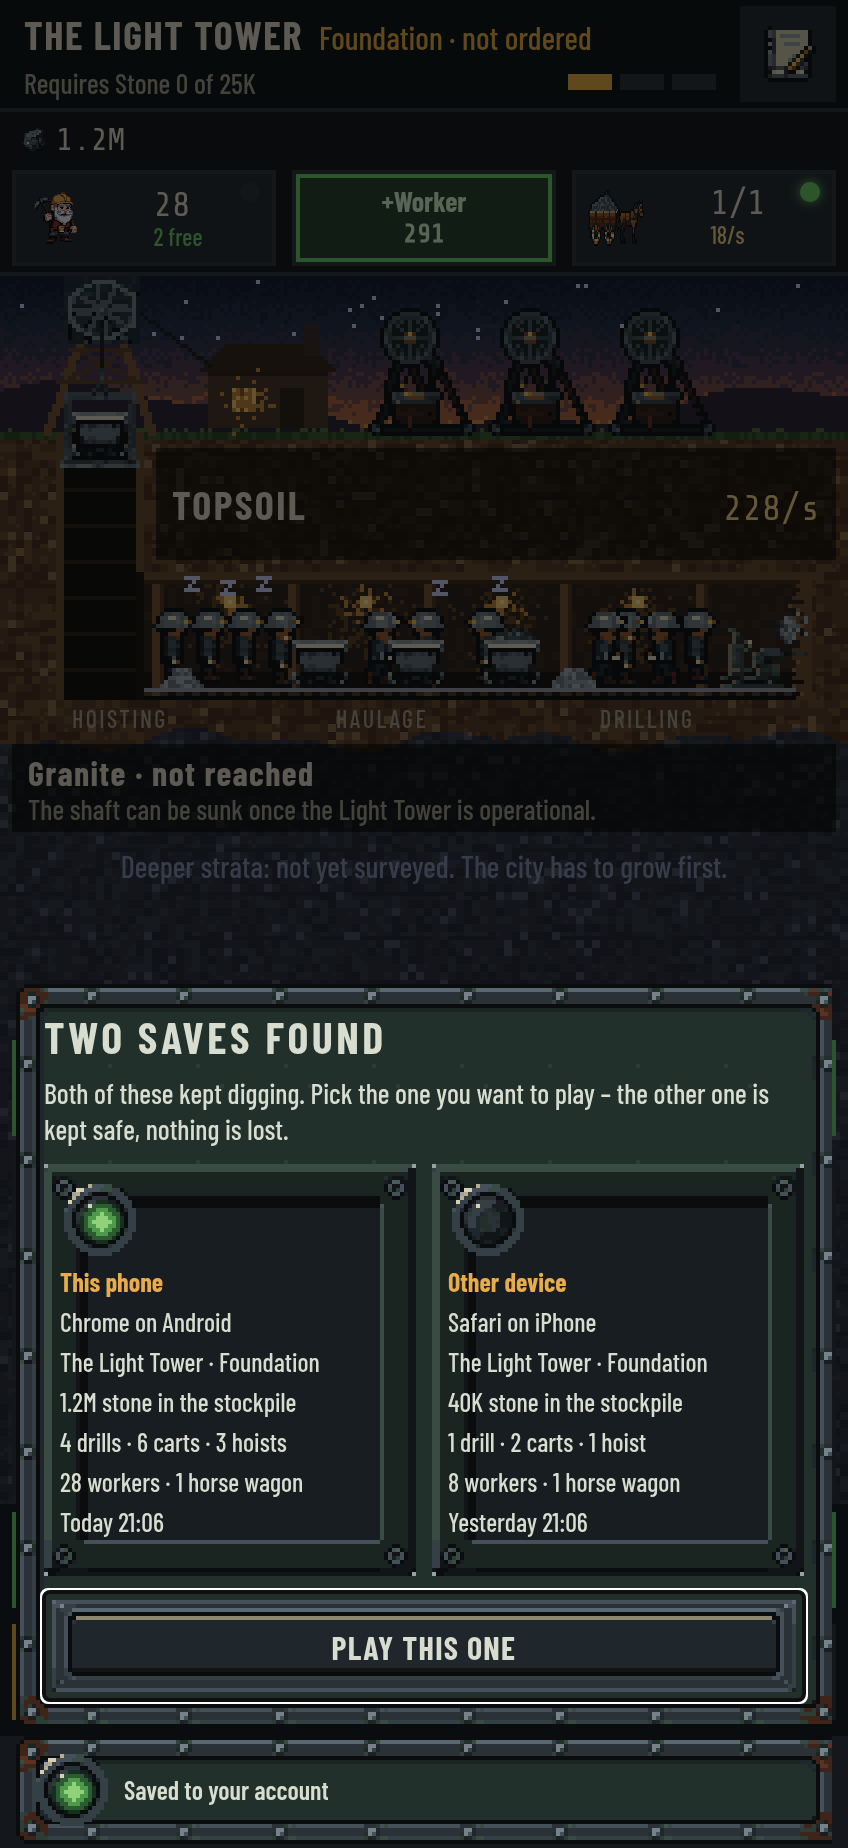 THE LIGHT TOWER Foundation · not ordered
Requires Stone 0 of 25K
1.2M
28
2 free
+Worker
291
1/1
18/s
TOPSOIL 228/s
Z Z Z Z Z
HOISTING HAULAGE DRILLING
Granite · not reached
The shaft can be sunk once the Light Tower is operational.
Deeper strata: not yet surveyed. The city has to grow first.
TWO SAVES FOUND
Both of these kept digging. Pick the one you want to play – the other one is
kept safe, nothing is lost.
This phone
Chrome on Android
The Light Tower · Foundation
1.2M stone in the stockpile
4 drills · 6 carts · 3 hoists
28 workers · 1 horse wagon
Today 21:06
Other device
Safari on iPhone
The Light Tower · Foundation
40K stone in the stockpile
1 drill · 2 carts · 1 hoist
8 workers · 1 horse wagon
Yesterday 21:06
PLAY THIS ONE
Saved to your account